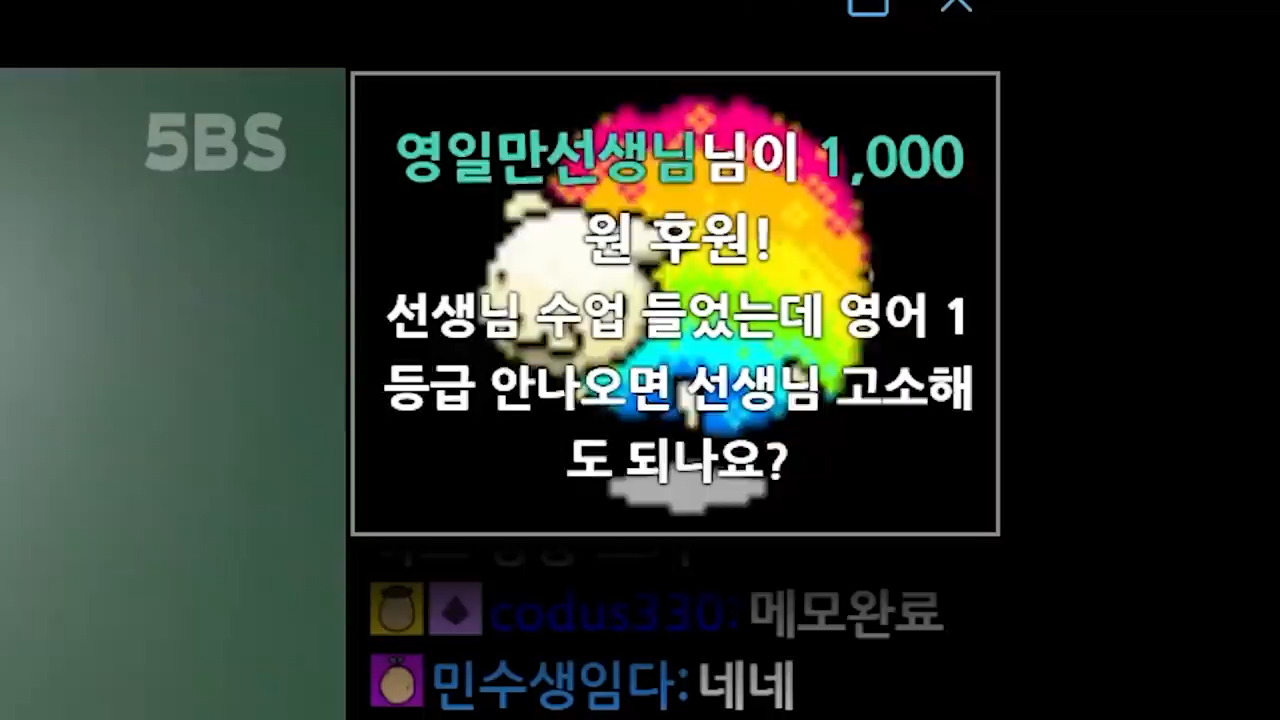 5BS
영일만선생님님이 1,000
원 후원!
선생님 수업 들었는데 영어 1
등급 안나오면 선생님 고소해
도 되나요?
codus330: 메모완료
민수생임다: 네네